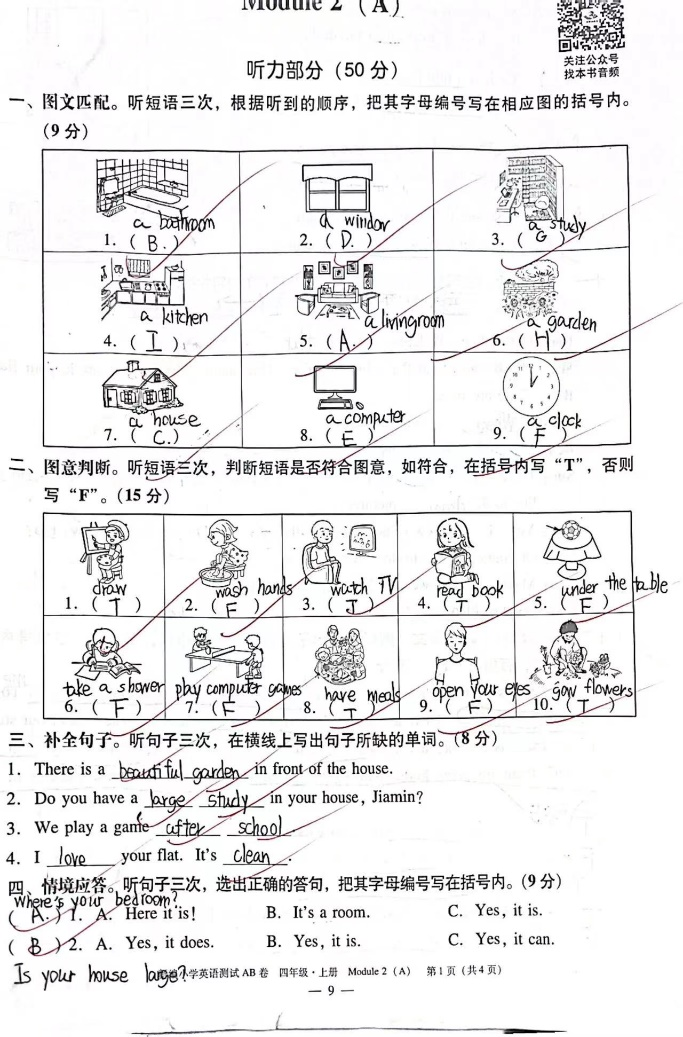 Module 2 (A)
关注公众号
找本书音频
听力部分(50分)
一、图文匹配。听短语三次,根据听到的顺序,把其字母编号写在相应图的括号内。
(9分)
a bathroom a window a study
1. ( B. ) 2. ( D. ) 3. ( G )
a kitchen a livingroom a garden
4. ( I ) 5. ( A. ) 6. ( H )
a house a computer a clock
7. ( C. ) 8. ( E ) 9. ( F )
二、图意判断。听短语三次,判断短语是否符合图意,如符合,在括号内写“T”,否则
写“F”。(15分)
draw wash hands watch TV read book under the table
1. ( T ) 2. ( F ) 3. ( T ) 4. ( T ) 5. ( F )
take a shower play computer games have meals open your eyes gow flowers
6. ( F ) 7. ( F ) 8. ( T ) 9. ( F ) 10. ( T )
三、补全句子。听句子三次,在横线上写出句子所缺的单词。(8分)
1. There is a beautiful garden in front of the house.
2. Do you have a large study in your house, Jiamin?
3. We play a game after school.
4. I love your flat. It's clean.
四、情境应答。听句子三次,选出正确的答句,把其字母编号写在括号内。(9分)
Where's your bedroom?
( A. ) 1. A. Here it is! B. It's a room. C. Yes, it is.
( B ) 2. A. Yes, it does. B. Yes, it is. C. Yes, it can.
Is your house large?
小学英语测试AB卷 四年级·上册 Module 2 (A) 第1页(共4页)
— 9 —